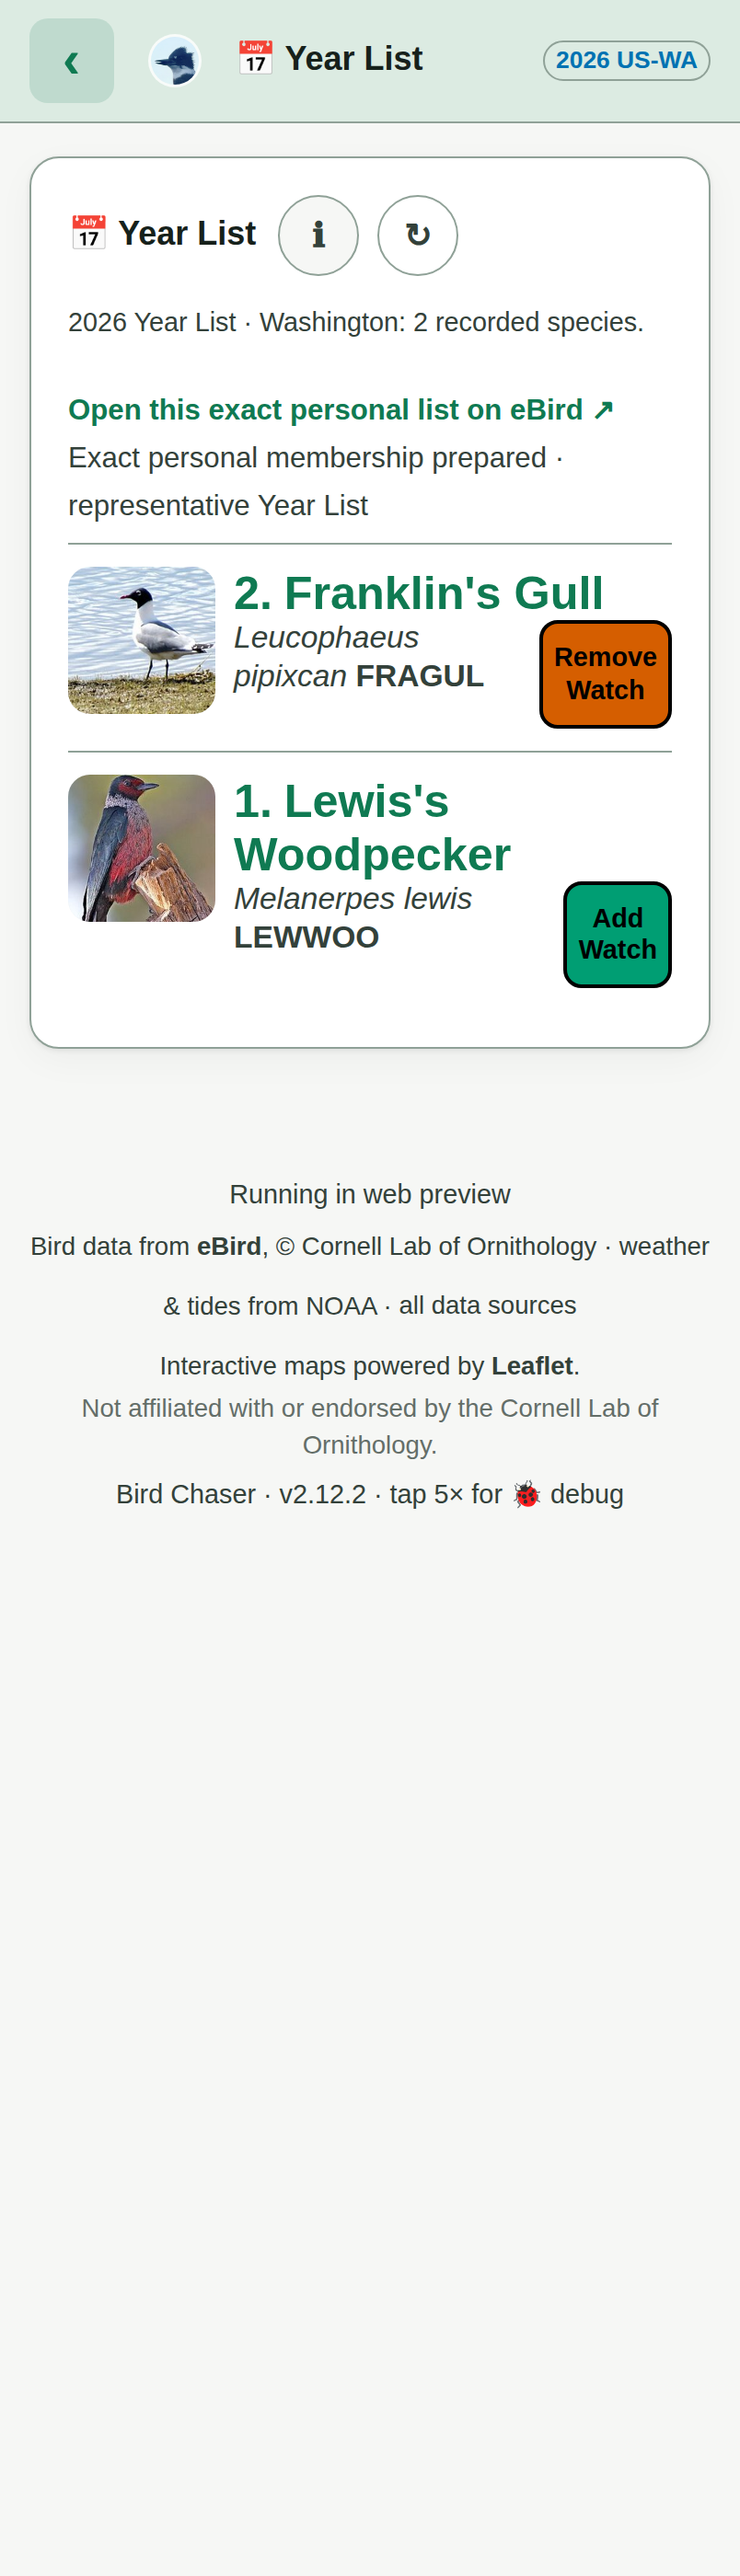 ‹ 📅 Year List 2026 US-WA
📅 Year List ℹ ↻
2026 Year List · Washington: 2 recorded species.
Open this exact personal list on eBird ↗
Exact personal membership prepared ·
representative Year List
2. Franklin's Gull
Leucophaeus
pipixcan FRAGUL
Remove
Watch
1. Lewis's
Woodpecker
Melanerpes lewis
LEWWOO
Add
Watch
Running in web preview
Bird data from eBird, © Cornell Lab of Ornithology · weather
& tides from NOAA · all data sources
Interactive maps powered by Leaflet.
Not affiliated with or endorsed by the Cornell Lab of
Ornithology.
Bird Chaser · v2.12.2 · tap 5× for 🐞 debug